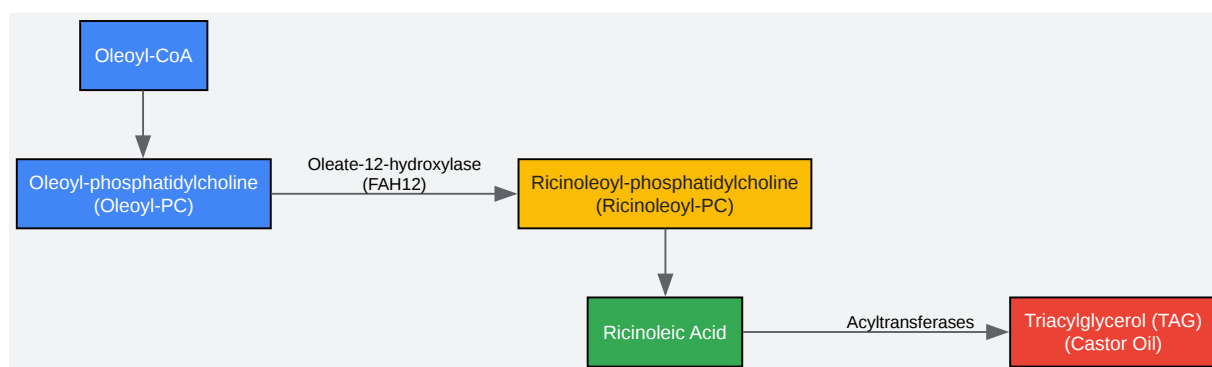 Oleoyl-CoA
Oleoyl-phosphatidylcholine
(Oleoyl-PC)
Oleate-12-hydroxylase
(FAH12)
Ricinoleoyl-phosphatidylcholine
(Ricinoleoyl-PC)
Ricinoleic Acid
Acyltransferases
Triacylglycerol (TAG)
(Castor Oil)